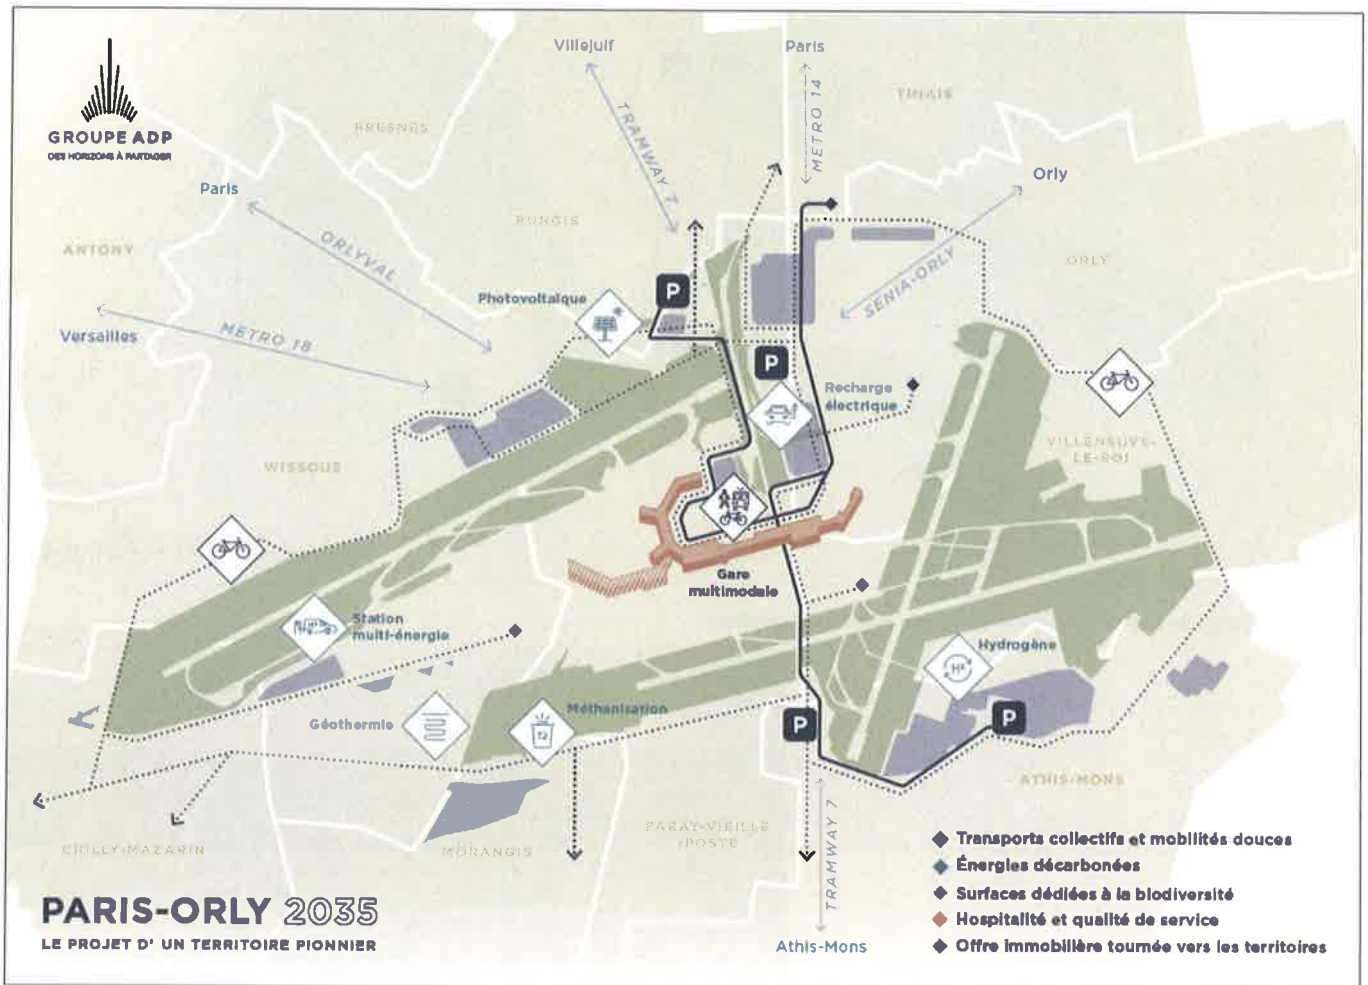 Villejuif
Paris
TRAMWAY 7
METRO 14
THIAIS
GROUPE ADP
DES HORIZONS À PARTAGER
FRESNES
Paris
Orly
ANTONY
RUNGIS
ORLYVAL
ORLY
SENIA-ORLY
Photovoltaïque
P
Versailles
METRO 18
P
Recharge
électrique
VILLENEUVE-
LE-ROI
WISSOUS
Gare
multimodale
Station
multi-énergie
Hydrogène
H²
Géothermie
Méthanisation
P
P
ATHIS-MONS
CHILLY-MAZARIN
MORANGIS
PARAY-VIEILLE
-POSTE
TRAMWAY 7
Athis-Mons
PARIS-ORLY 2035
LE PROJET D' UN TERRITOIRE PIONNIER
Transports collectifs et mobilités douces
Énergies décarbonées
Surfaces dédiées à la biodiversité
Hospitalité et qualité de service
Offre immobilière tournée vers les territoires